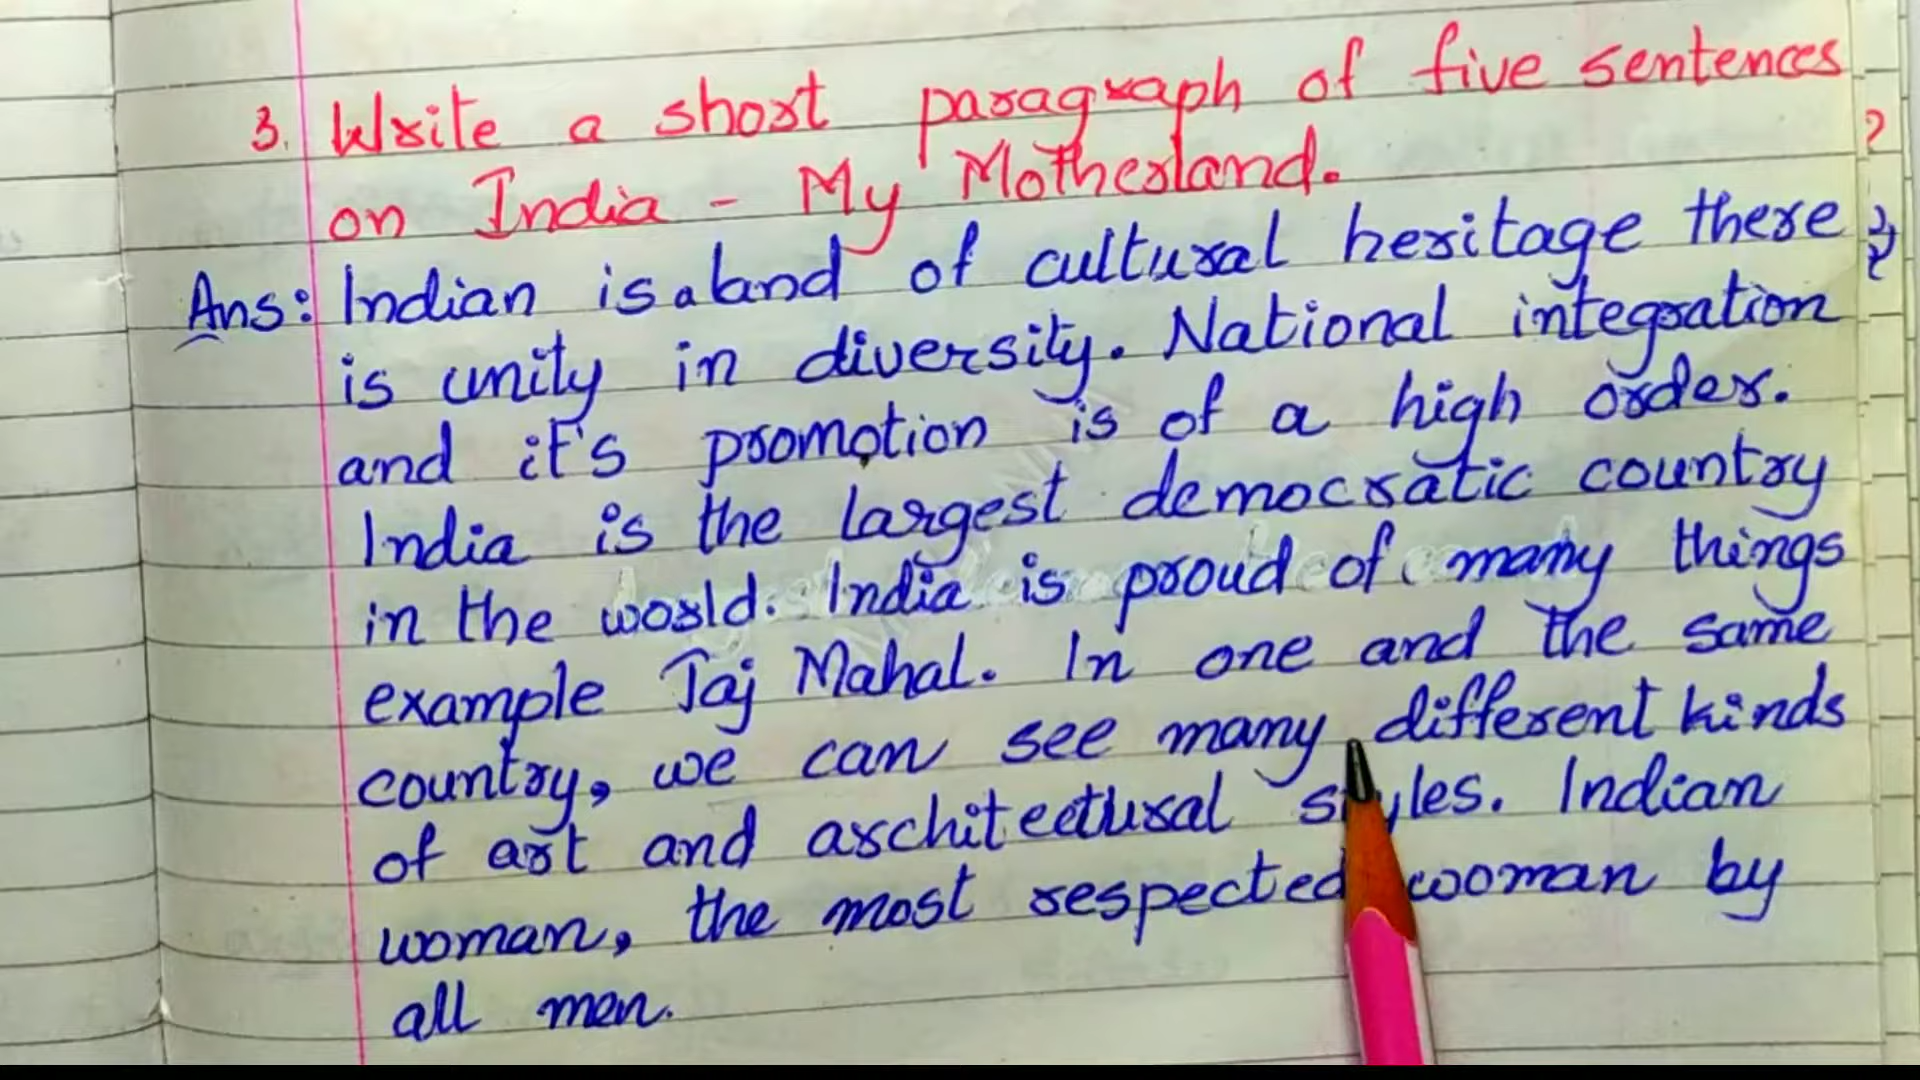 3. Write a short paragraph of five sentences
on India - My Motherland.
Ans: Indian is a land of cultural heritage there
is unity in diversity. National integration
and it's promotion is of a high order.
India is the largest democratic country
in the world. India is proud of many things
example Taj Mahal. In one and the same
country, we can see many different kinds
of art and architectural styles. Indian
woman, the most respected wooman by
all men.